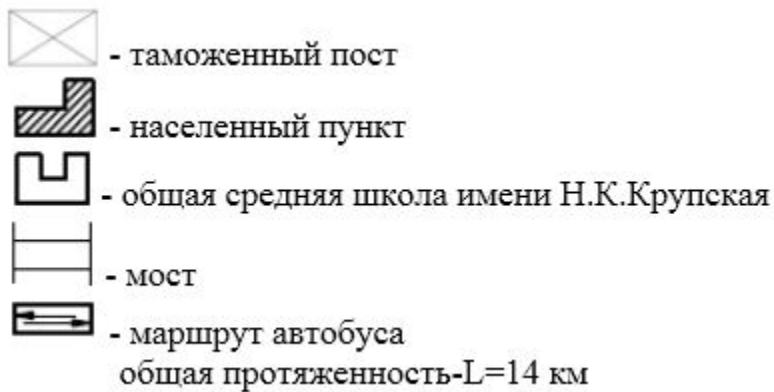 - таможенный пост
- населенный пункт
- общая средняя школа имени Н.К.Крупская
- мост
- маршрут автобуса
общая протяженность-L=14 км